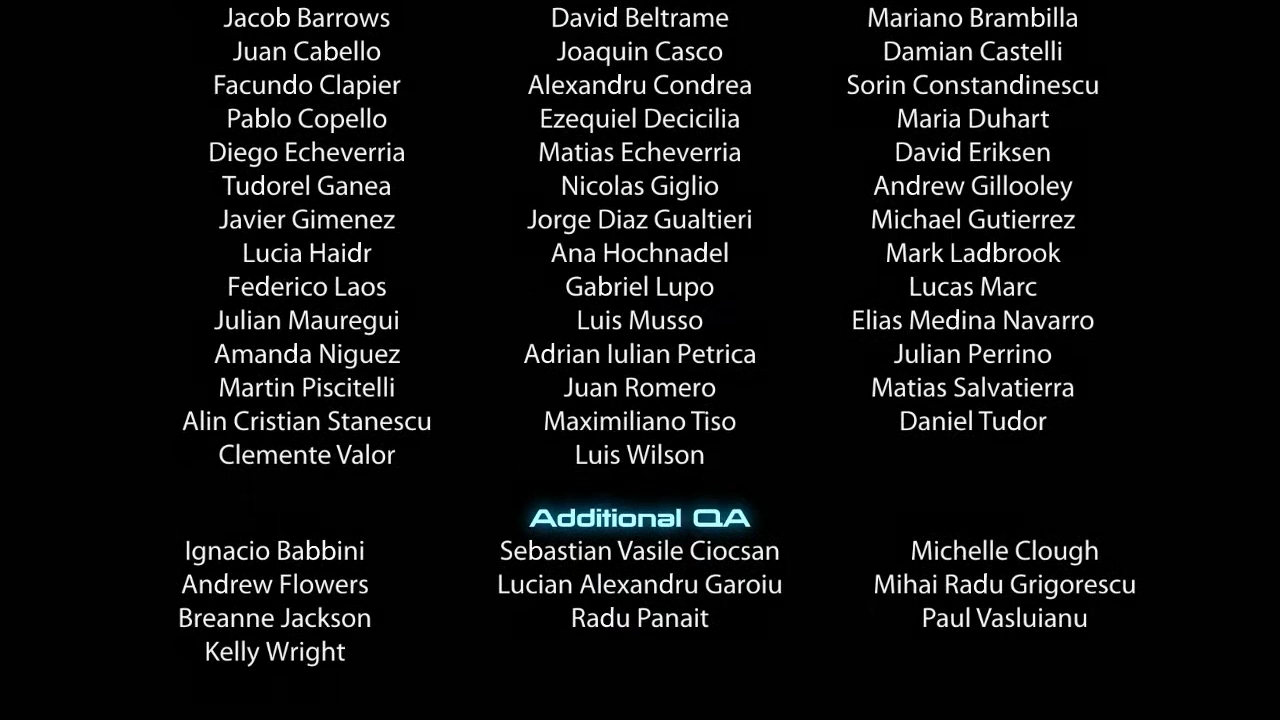 Jacob Barrows David Beltrame Mariano Brambilla
Juan Cabello Joaquin Casco Damian Castelli
Facundo Clapier Alexandru Condrea Sorin Constandinescu
Pablo Copello Ezequiel Decicilia Maria Duhart
Diego Echeverria Matias Echeverria David Eriksen
Tudorel Ganea Nicolas Giglio Andrew Gillooley
Javier Gimenez Jorge Diaz Gualtieri Michael Gutierrez
Lucia Haidr Ana Hochnadel Mark Ladbrook
Federico Laos Gabriel Lupo Lucas Marc
Julian Mauregui Luis Musso Elias Medina Navarro
Amanda Niguez Adrian Iulian Petrica Julian Perrino
Martin Piscitelli Juan Romero Matias Salvatierra
Alin Cristian Stanescu Maximiliano Tiso Daniel Tudor
Clemente Valor Luis Wilson
Additional QA
Ignacio Babbini Sebastian Vasile Ciocsan Michelle Clough
Andrew Flowers Lucian Alexandru Garoiu Mihai Radu Grigorescu
Breanne Jackson Radu Panait Paul Vasluianu
Kelly Wright